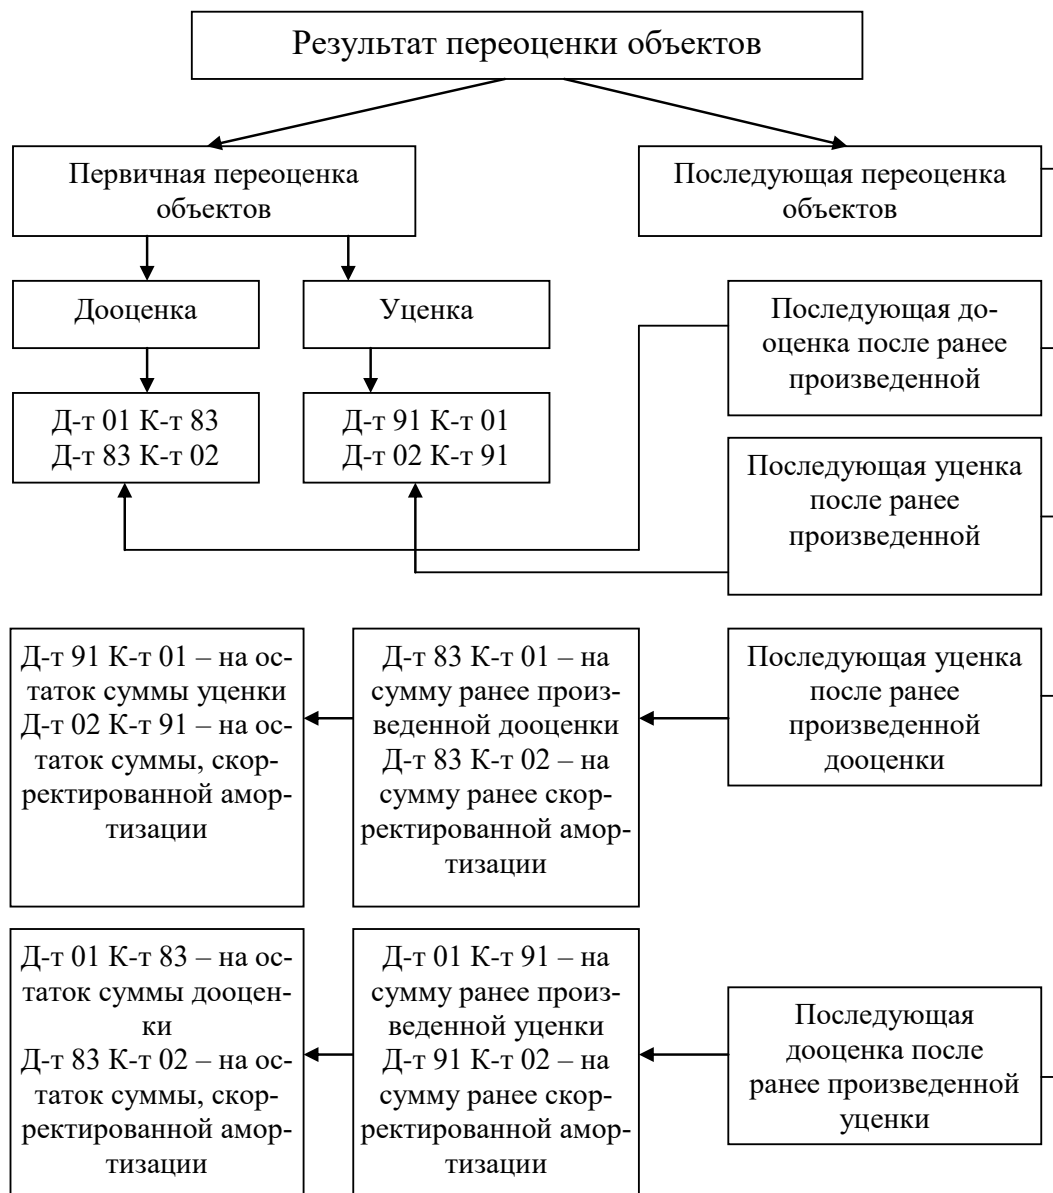 Результат переоценки объектов
Первичная переоценка
объектов
Последующая переоценка
объектов
Дооценка
Уценка
Последующая до-
оценка после ранее
произведенной
Д-т 01 К-т 83
Д-т 83 К-т 02
Д-т 91 К-т 01
Д-т 02 К-т 91
Последующая уценка
после ранее
произведенной
Д-т 91 К-т 01 – на ос-
таток суммы уценки
Д-т 02 К-т 91 – на ос-
таток суммы, скор-
ректированной амор-
тизации
Д-т 83 К-т 01 – на
сумму ранее произ-
веденной дооценки
Д-т 83 К-т 02 – на
сумму ранее скор-
ректированной амор-
тизации
Последующая уценка
после ранее
произведенной
дооценки
Д-т 01 К-т 83 – на ос-
таток суммы дооцен-
ки
Д-т 83 К-т 02 – на ос-
таток суммы, скор-
ректированной амор-
тизации
Д-т 01 К-т 91 – на
сумму ранее произ-
веденной уценки
Д-т 91 К-т 02 – на
сумму ранее скор-
ректированной амор-
тизации
Последующая
дооценка после
ранее произведенной
уценки